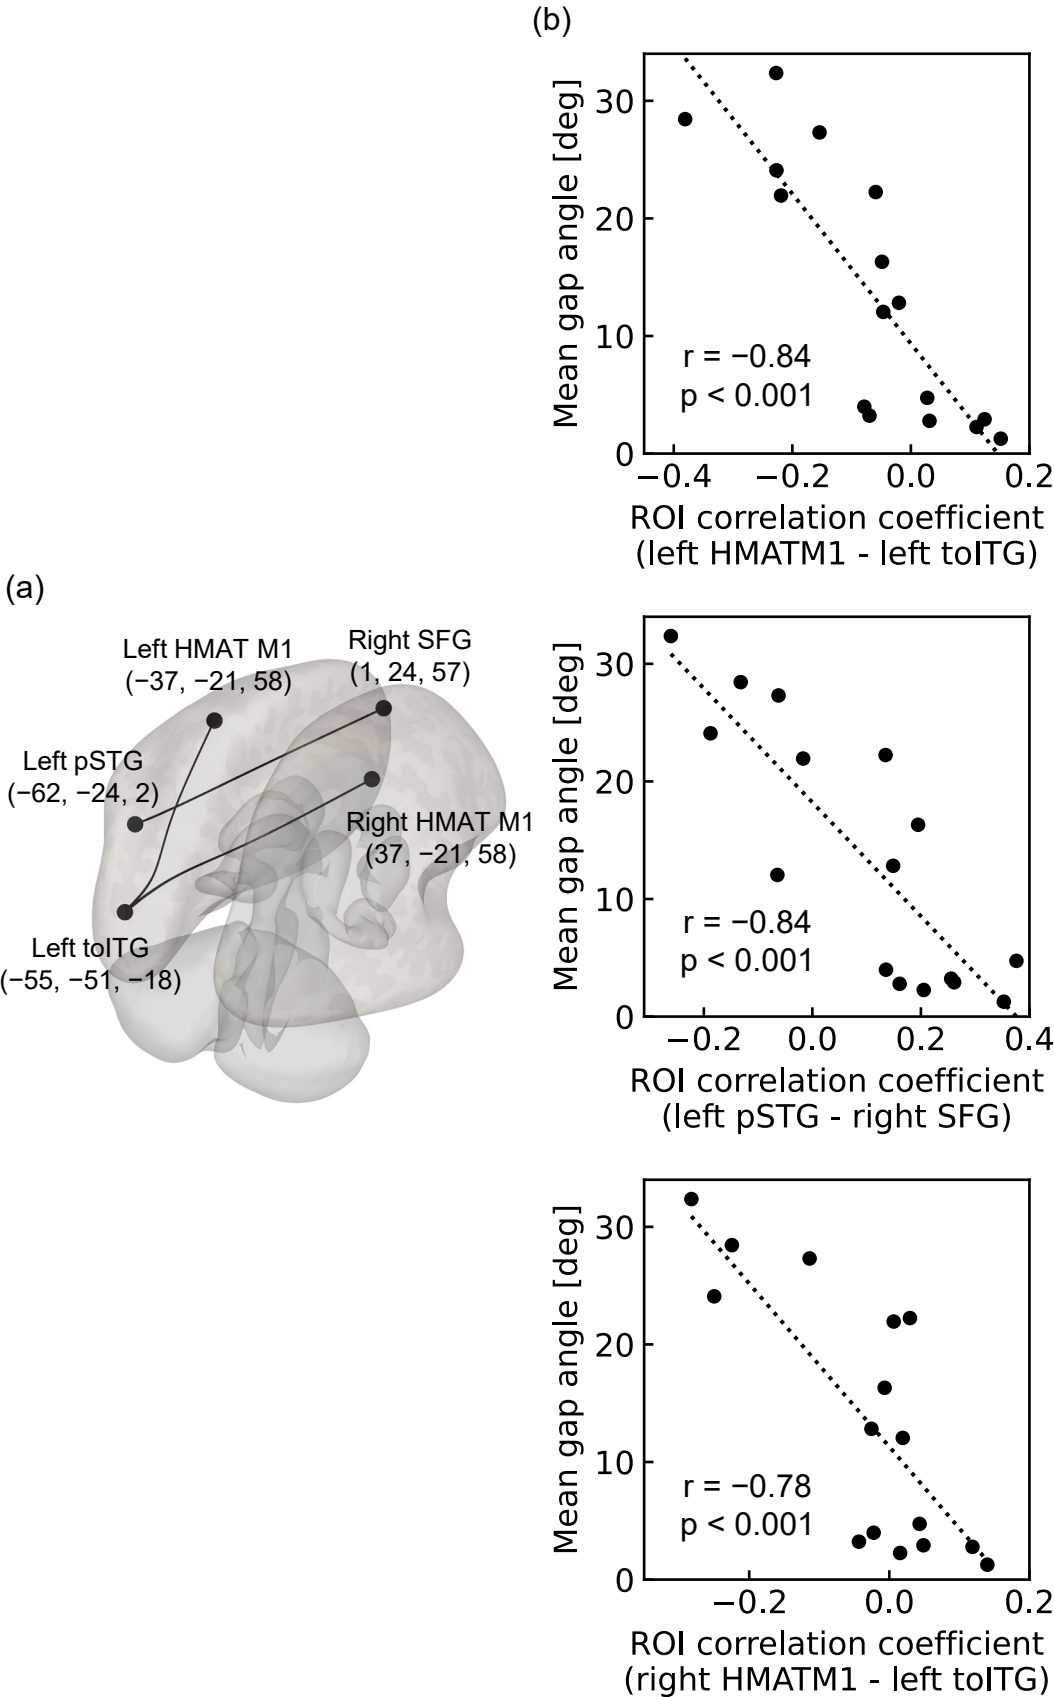 (b)
30
20
10
0
Mean gap angle [deg]
r = −0.84
p < 0.001
−0.4 −0.2 0.0 0.2
ROI correlation coefficient
(left HMATM1 - left toITG)
(a)
Left HMAT M1
(−37, −21, 58)
Right SFG
(1, 24, 57)
Left pSTG
(−62, −24, 2)
Right HMAT M1
(37, −21, 58)
Left toITG
(−55, −51, −18)
30
20
10
0
Mean gap angle [deg]
r = −0.84
p < 0.001
−0.2 0.0 0.2 0.4
ROI correlation coefficient
(left pSTG - right SFG)
30
20
10
0
Mean gap angle [deg]
r = −0.78
p < 0.001
−0.2 0.0 0.2
ROI correlation coefficient
(right HMATM1 - left toITG)